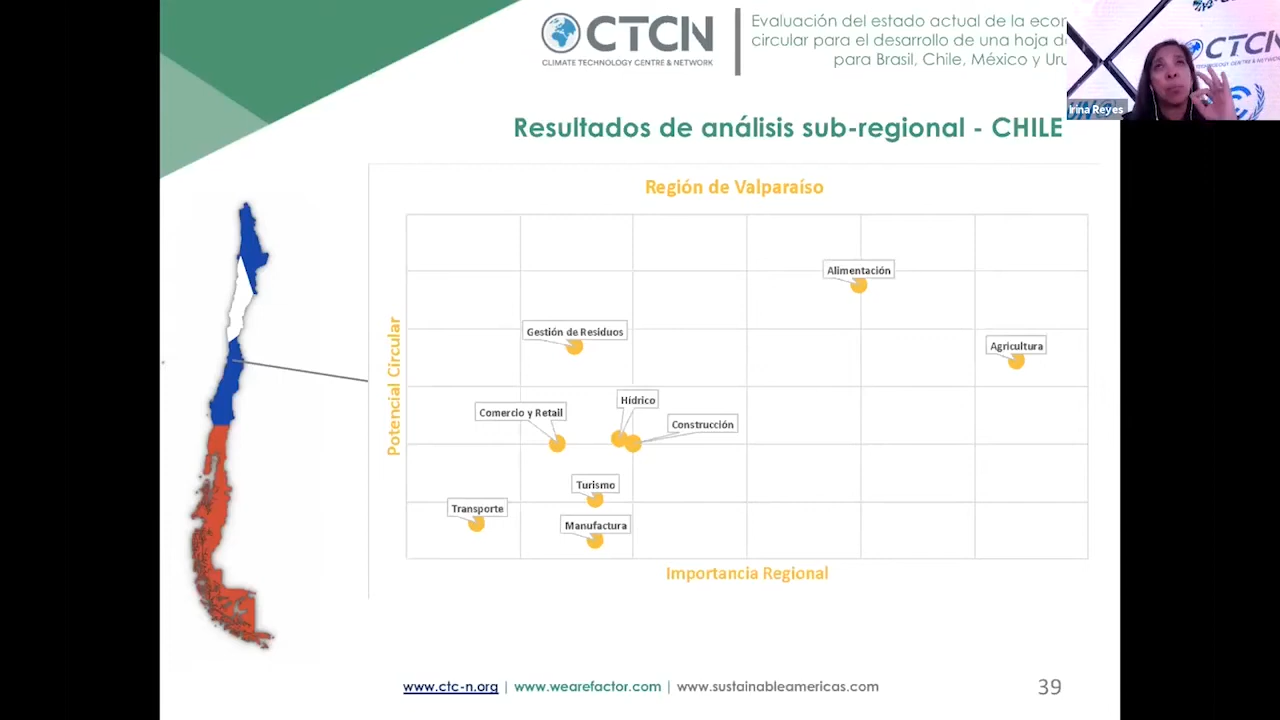 CTCN
CLIMATE TECHNOLOGY CENTRE & NETWORK
Evaluación del estado actual de la
circular para el desarrollo de una hoja
para Brasil, Chile, México y
Irina Reyes
CTCN
Resultados de análisis sub-regional - CHILE
Región de Valparaíso
Potencial Circular
Alimentación
Gestión de Residuos
Agricultura
Hídrico
Comercio y Retail
Construcción
Turismo
Transporte
Manufactura
Importancia Regional
www.ctc-n.org | www.wearefactor.com | www.sustainableamericas.com
39